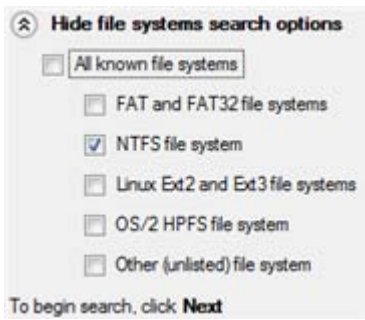 Hide file systems search options
All known file systems
FAT and FAT32 file systems
NTFS file system
Linux Ext2 and Ext3 file systems
OS/2 HPFS file system
Other (unlisted) file system
To begin search, click Next